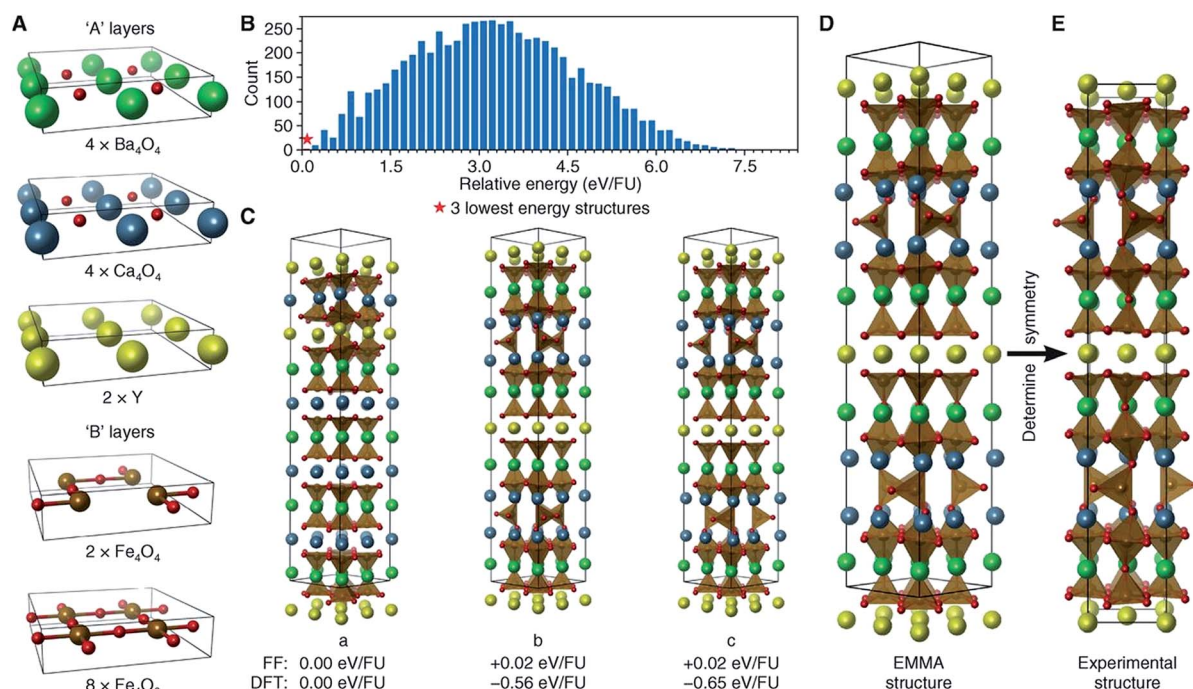 A
'A' layers
4 × Ba₄O₄
4 × Ca₄O₄
2 × Y
'B' layers
2 × Fe₄O₄
B
Count
250
200
150
100
50
0
0.0 1.5 3.0 4.5 6.0 7.5
Relative energy (eV/FU)
★ 3 lowest energy structures
C
a b c
FF: 0.00 eV/FU +0.02 eV/FU +0.02 eV/FU
DFT: 0.00 eV/FU −0.56 eV/FU −0.65 eV/FU
D
EMMA
structure
Determine symmetry
E
Experimental
structure